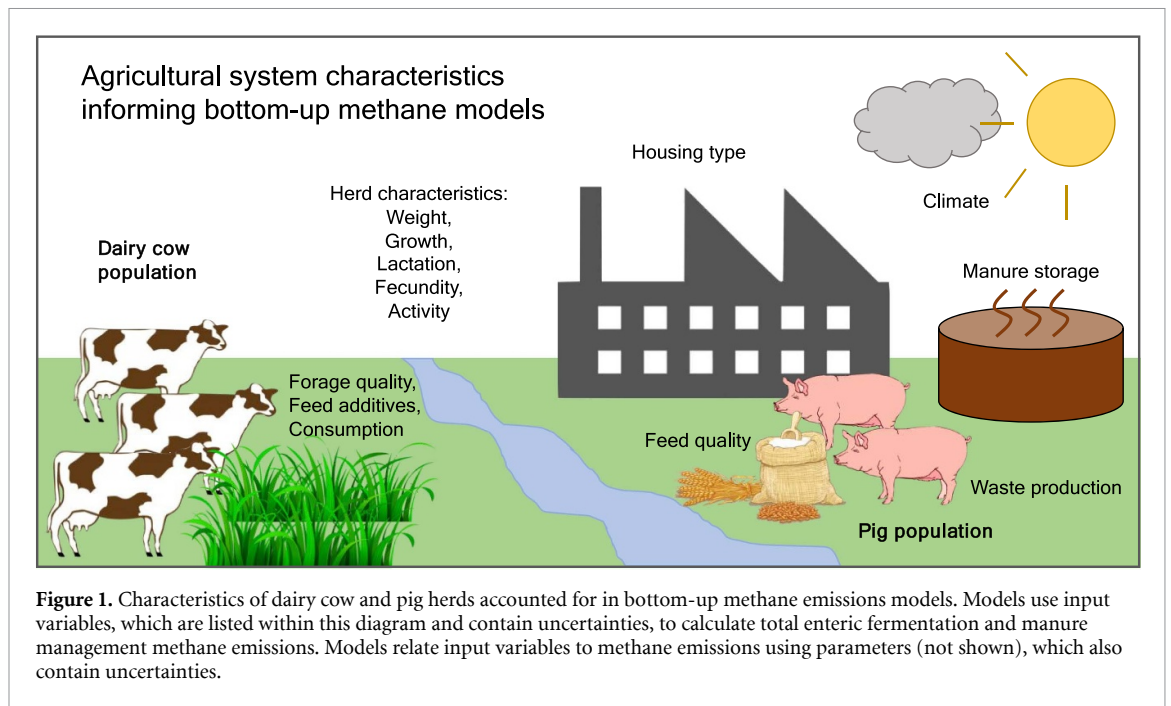 Agricultural system characteristics
informing bottom-up methane models
Housing type
Herd characteristics:
Weight,
Growth,
Lactation,
Fecundity,
Activity
Climate
Dairy cow
population
Manure storage
Forage quality,
Feed additives,
Consumption
Feed quality
Waste production
Pig population
Figure 1. Characteristics of dairy cow and pig herds accounted for in bottom-up methane emissions models. Models use input
variables, which are listed within this diagram and contain uncertainties, to calculate total enteric fermentation and manure
management methane emissions. Models relate input variables to methane emissions using parameters (not shown), which also
contain uncertainties.